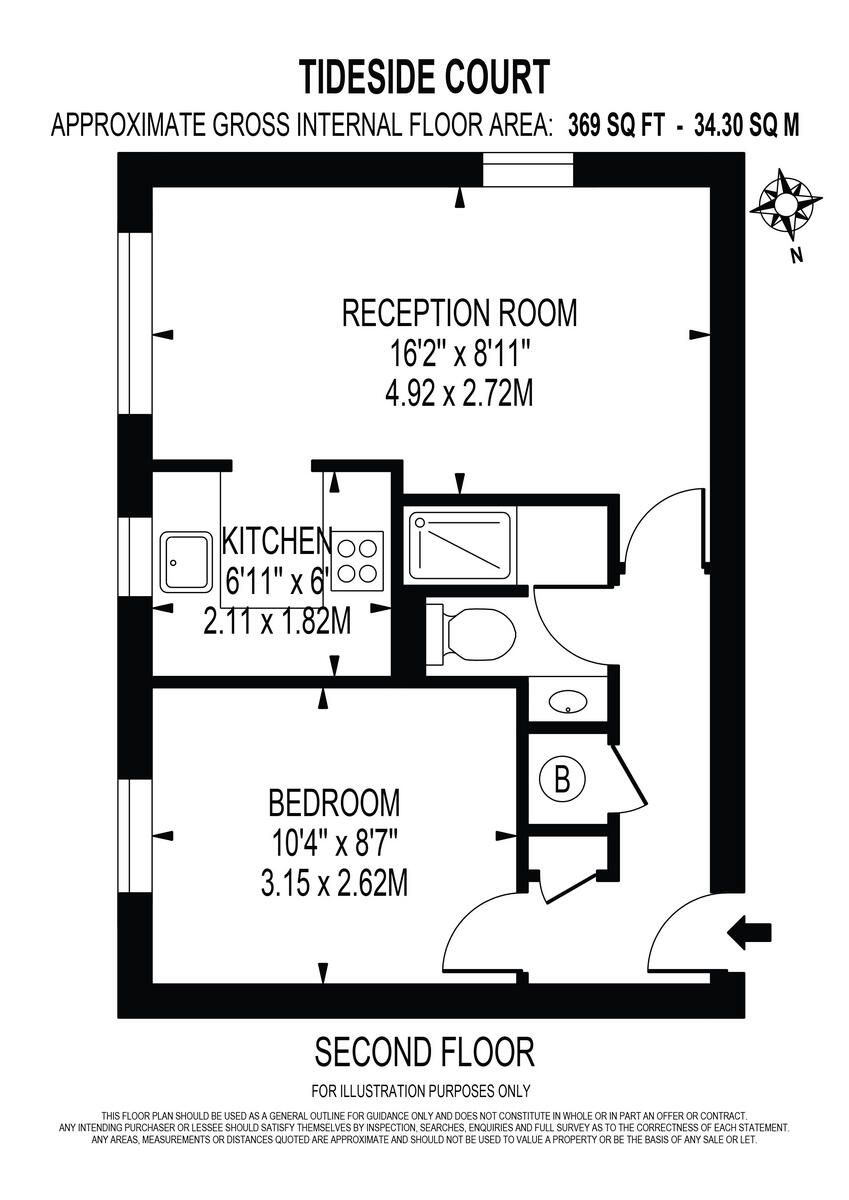 TIDESIDE COURT
APPROXIMATE GROSS INTERNAL FLOOR AREA: 369 SQ FT - 34.30 SQ M
N
RECEPTION ROOM
16'2" x 8'11"
4.92 x 2.72M
KITCHEN
6'11" x 6'
2.11 x 1.82M
B
BEDROOM
10'4" x 8'7"
3.15 x 2.62M
SECOND FLOOR
FOR ILLUSTRATION PURPOSES ONLY
THIS FLOOR PLAN SHOULD BE USED AS A GENERAL OUTLINE FOR GUIDANCE ONLY AND DOES NOT CONSTITUTE IN WHOLE OR IN PART AN OFFER OR CONTRACT.
ANY INTENDING PURCHASER OR LESSEE SHOULD SATISFY THEMSELVES BY INSPECTION, SEARCHES, ENQUIRIES AND FULL SURVEY AS TO THE CORRECTNESS OF EACH STATEMENT.
ANY AREAS, MEASUREMENTS OR DISTANCES QUOTED ARE APPROXIMATE AND SHOULD NOT BE USED TO VALUE A PROPERTY OR BE THE BASIS OF ANY SALE OR LET.